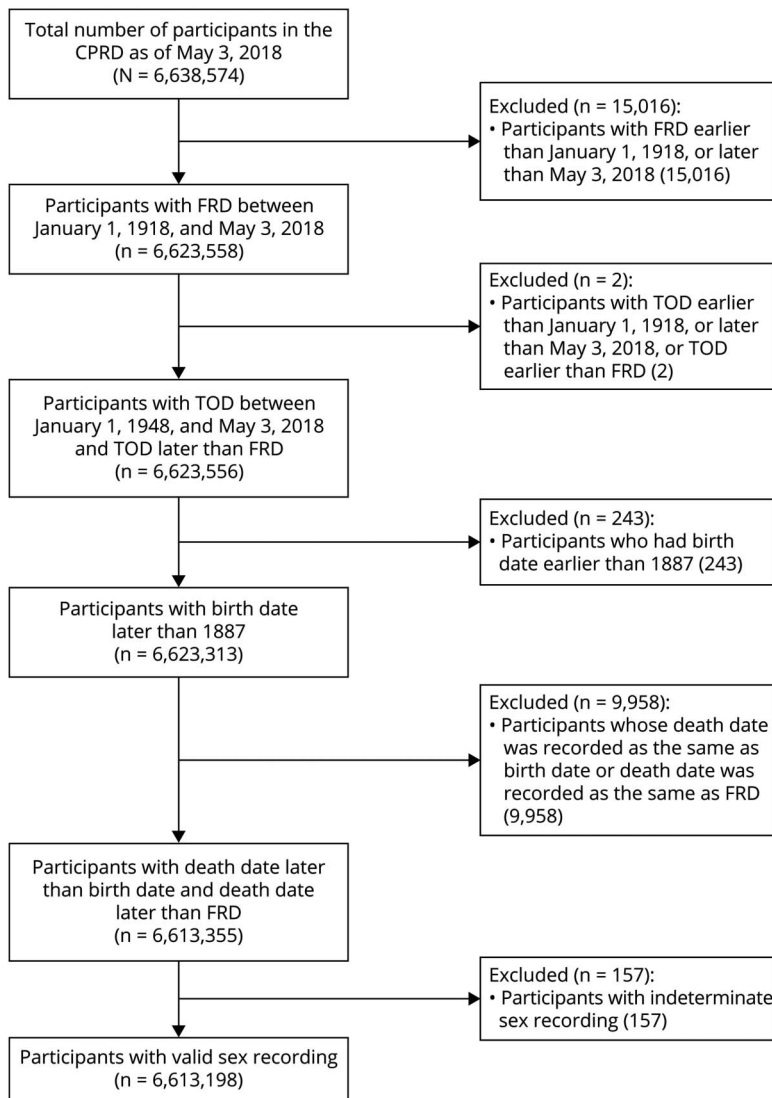 Total number of participants in the
CPRD as of May 3, 2018
(N = 6,638,574)
Excluded (n = 15,016):
• Participants with FRD earlier
than January 1, 1918, or later
than May 3, 2018 (15,016)
Participants with FRD between
January 1, 1918, and May 3, 2018
(n = 6,623,558)
Excluded (n = 2):
• Participants with TOD earlier
than January 1, 1918, or later
than May 3, 2018, or TOD
earlier than FRD (2)
Participants with TOD between
January 1, 1948, and May 3, 2018
and TOD later than FRD
(n = 6,623,556)
Excluded (n = 243):
• Participants who had birth
date earlier than 1887 (243)
Participants with birth date
later than 1887
(n = 6,623,313)
Excluded (n = 9,958):
• Participants whose death date
was recorded as the same as
birth date or death date was
recorded as the same as FRD
(9,958)
Participants with death date later
than birth date and death date
later than FRD
(n = 6,613,355)
Excluded (n = 157):
• Participants with indeterminate
sex recording (157)
Participants with valid sex recording
(n = 6,613,198)